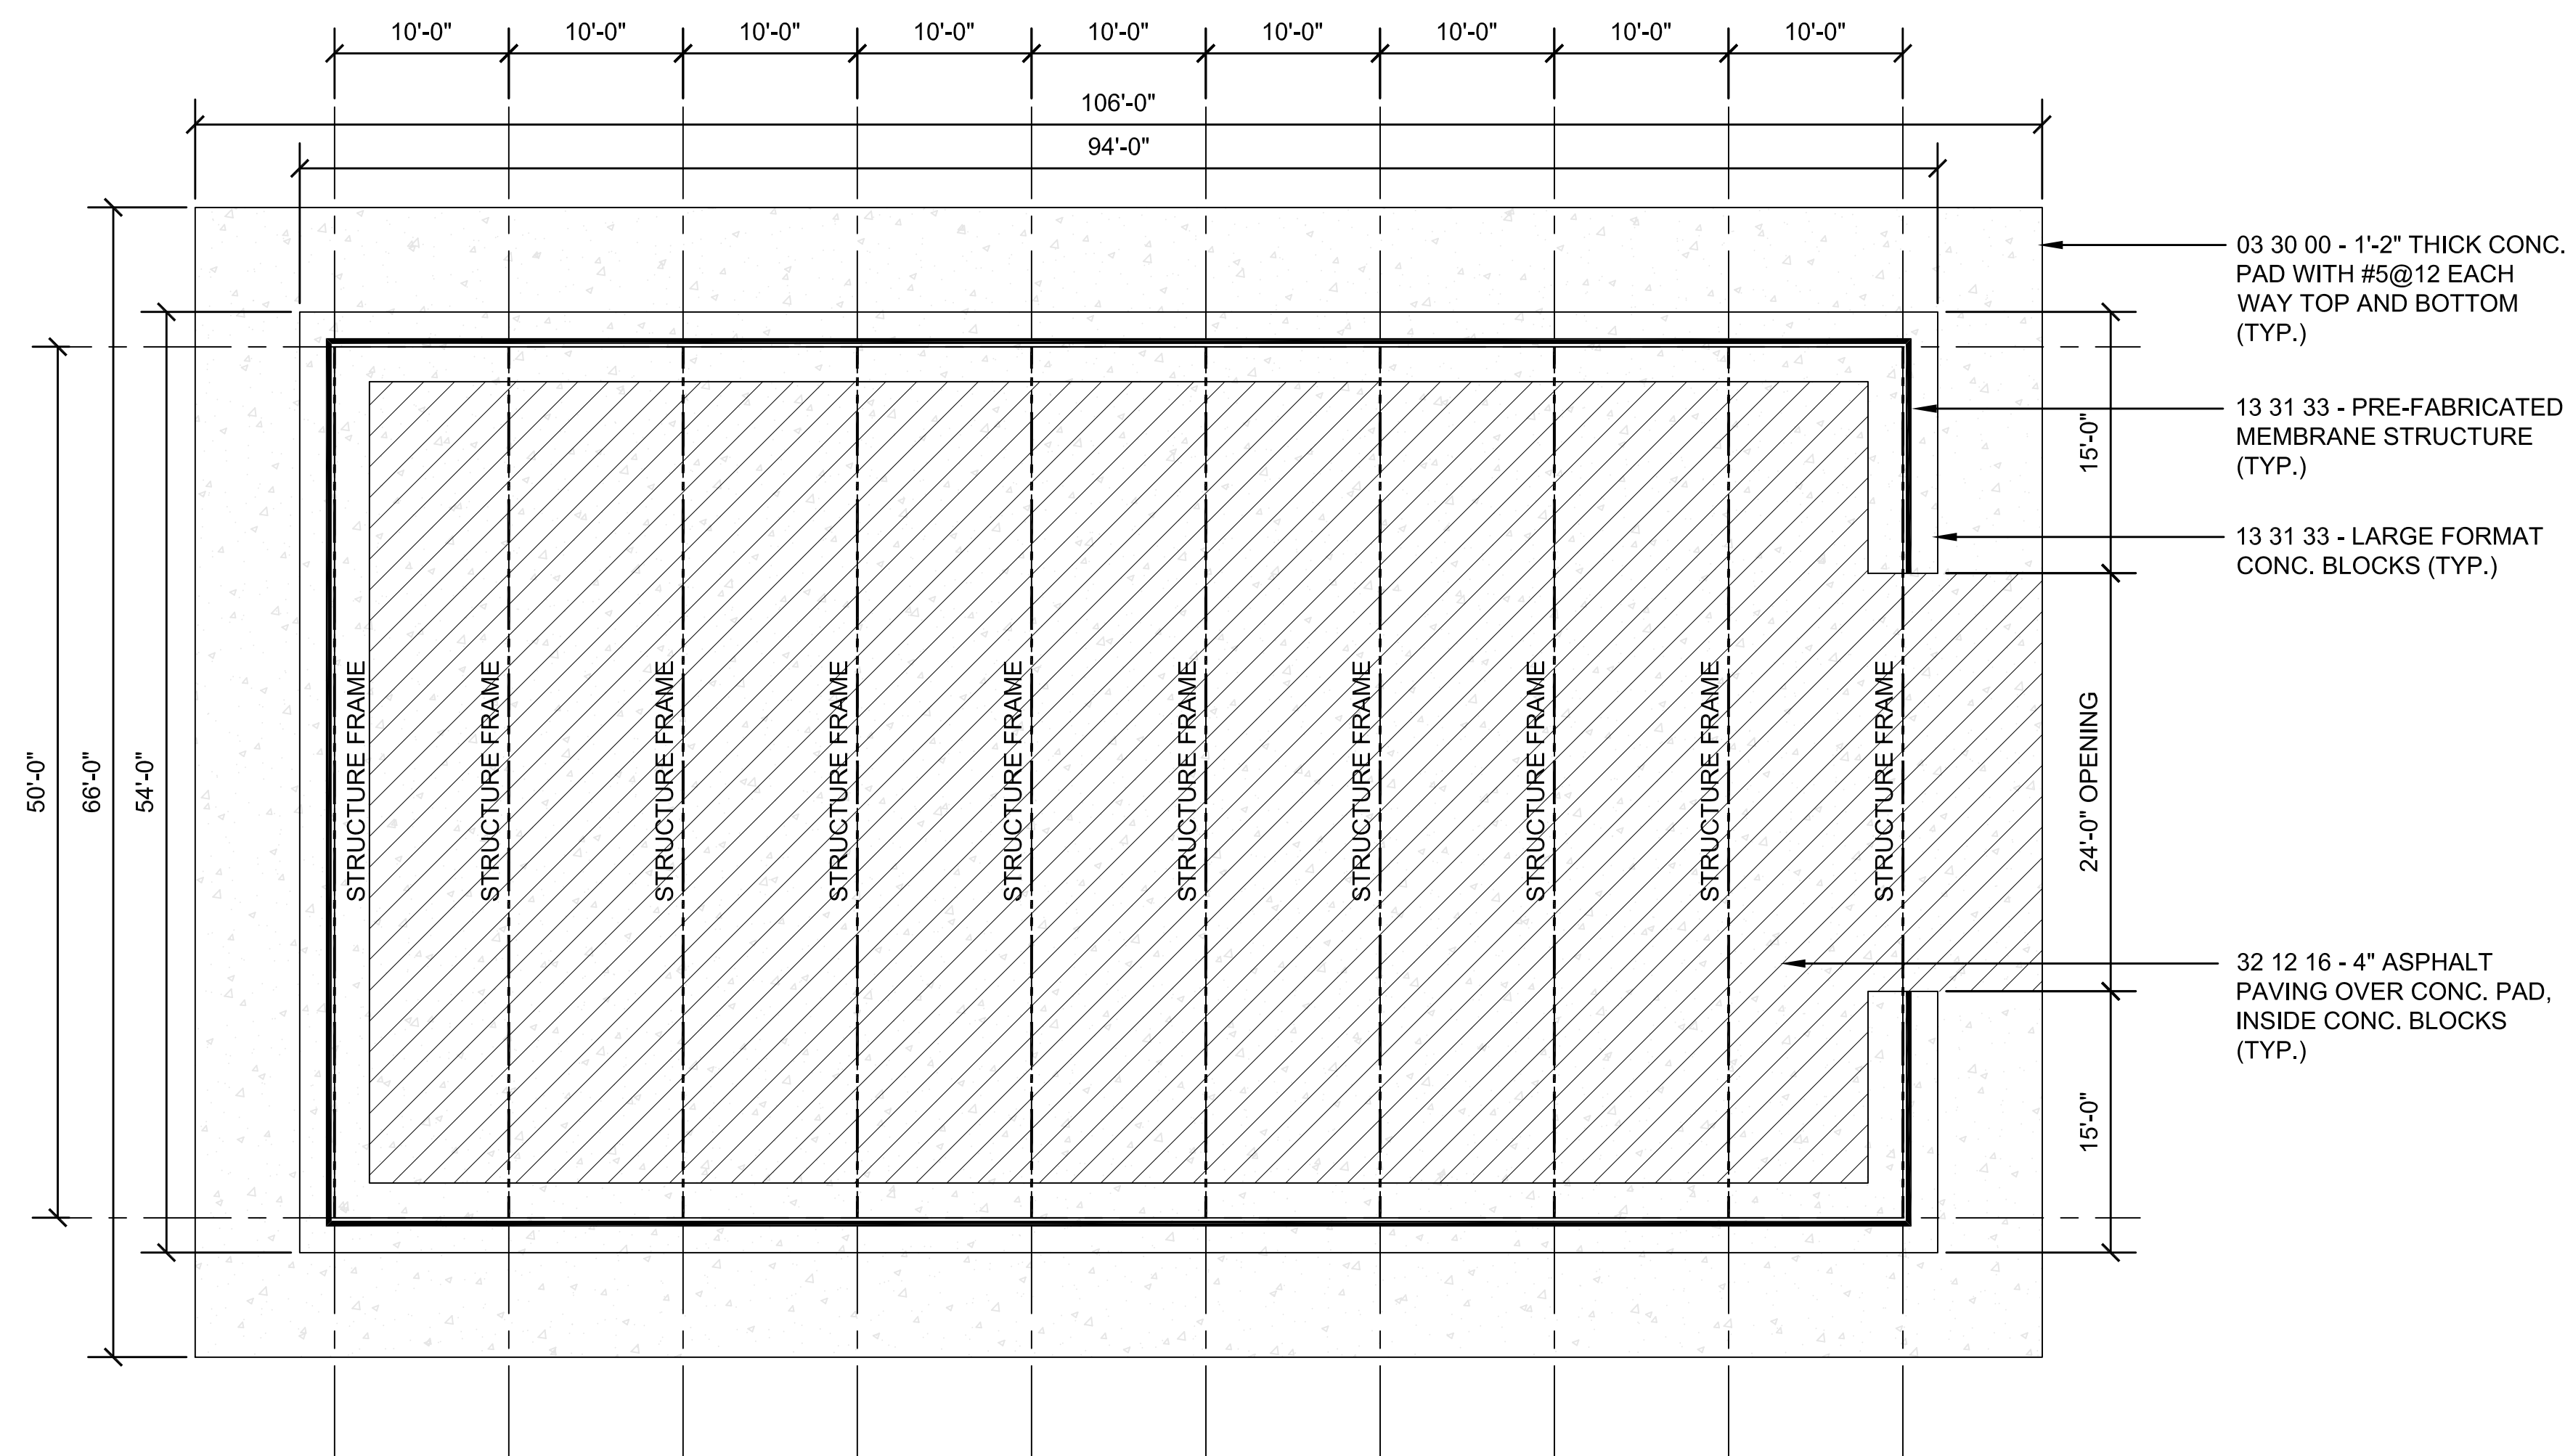 10'-0" 10'-0" 10'-0" 10'-0" 10'-0" 10'-0" 10'-0" 10'-0" 10'-0"
106'-0"
94'-0"
03 30 00 - 1'-2" THICK CONC.
PAD WITH #5@12 EACH
WAY TOP AND BOTTOM
(TYP.)
13 31 33 - PRE-FABRICATED
MEMBRANE STRUCTURE
(TYP.)
15'-0"
13 31 33 - LARGE FORMAT
CONC. BLOCKS (TYP.)
50'-0"
66'-0"
54'-0"
STRUCTURE FRAME
STRUCTURE FRAME
STRUCTURE FRAME
STRUCTURE FRAME
STRUCTURE FRAME
STRUCTURE FRAME
STRUCTURE FRAME
STRUCTURE FRAME
STRUCTURE FRAME
STRUCTURE FRAME
24'-0" OPENING
32 12 16 - 4" ASPHALT
PAVING OVER CONC. PAD,
INSIDE CONC. BLOCKS
(TYP.)
15'-0"